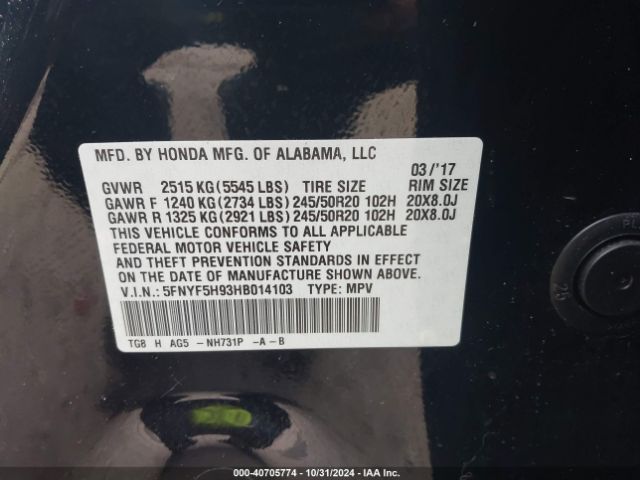 MFD. BY HONDA MFG. OF ALABAMA, LLC
03/'17
GVWR 2515 KG (5545 LBS) TIRE SIZE RIM SIZE
GAWR F 1240 KG (2734 LBS) 245/50R20 102H 20X8.0J
GAWR R 1325 KG (2921 LBS) 245/50R20 102H 20X8.0J
THIS VEHICLE CONFORMS TO ALL APPLICABLE
FEDERAL MOTOR VEHICLE SAFETY
AND THEFT PREVENTION STANDARDS IN EFFECT
ON THE DATE OF MANUFACTURE SHOWN ABOVE.
V.I.N.: 5FNYF5H93HB014103 TYPE: MPV
TG8 H AG5 -NH731P -A-B
000-40705774 - 10/31/2024 - IAA Inc.